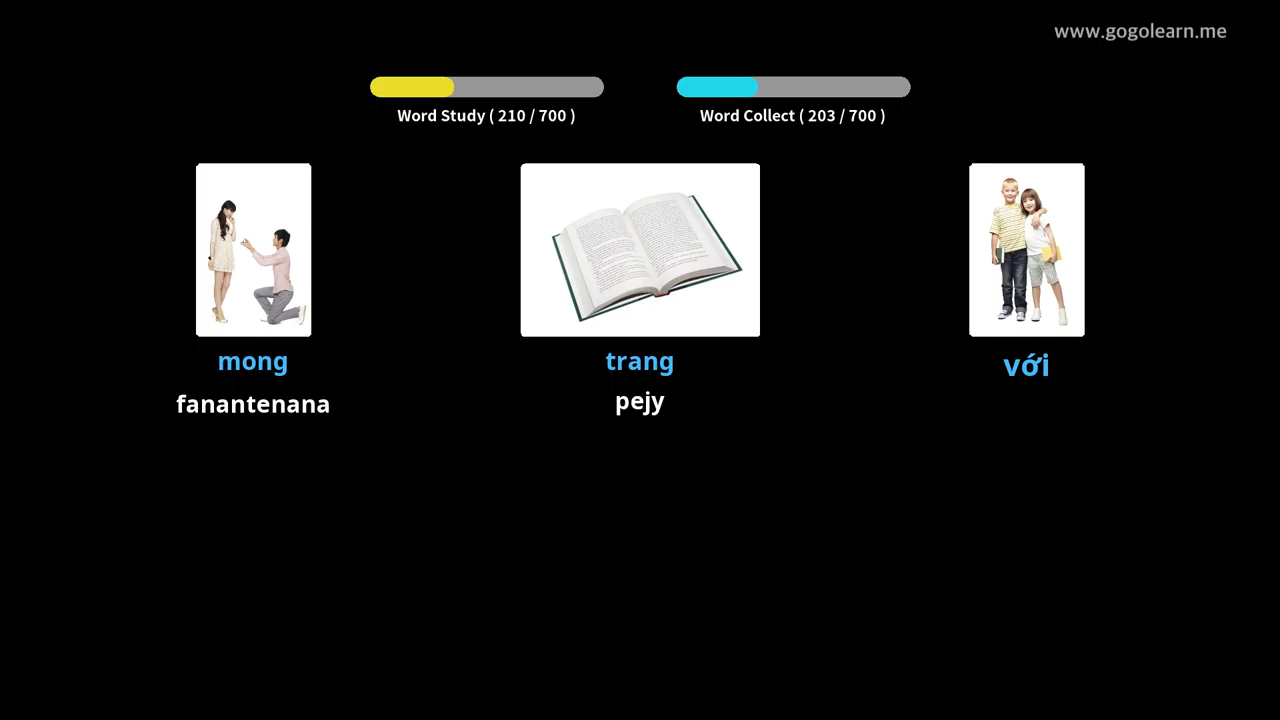 www.gogolearn.me
Word Study ( 210 / 700 )
Word Collect ( 203 / 700 )
mong
trang
với
fanantenana
pejy